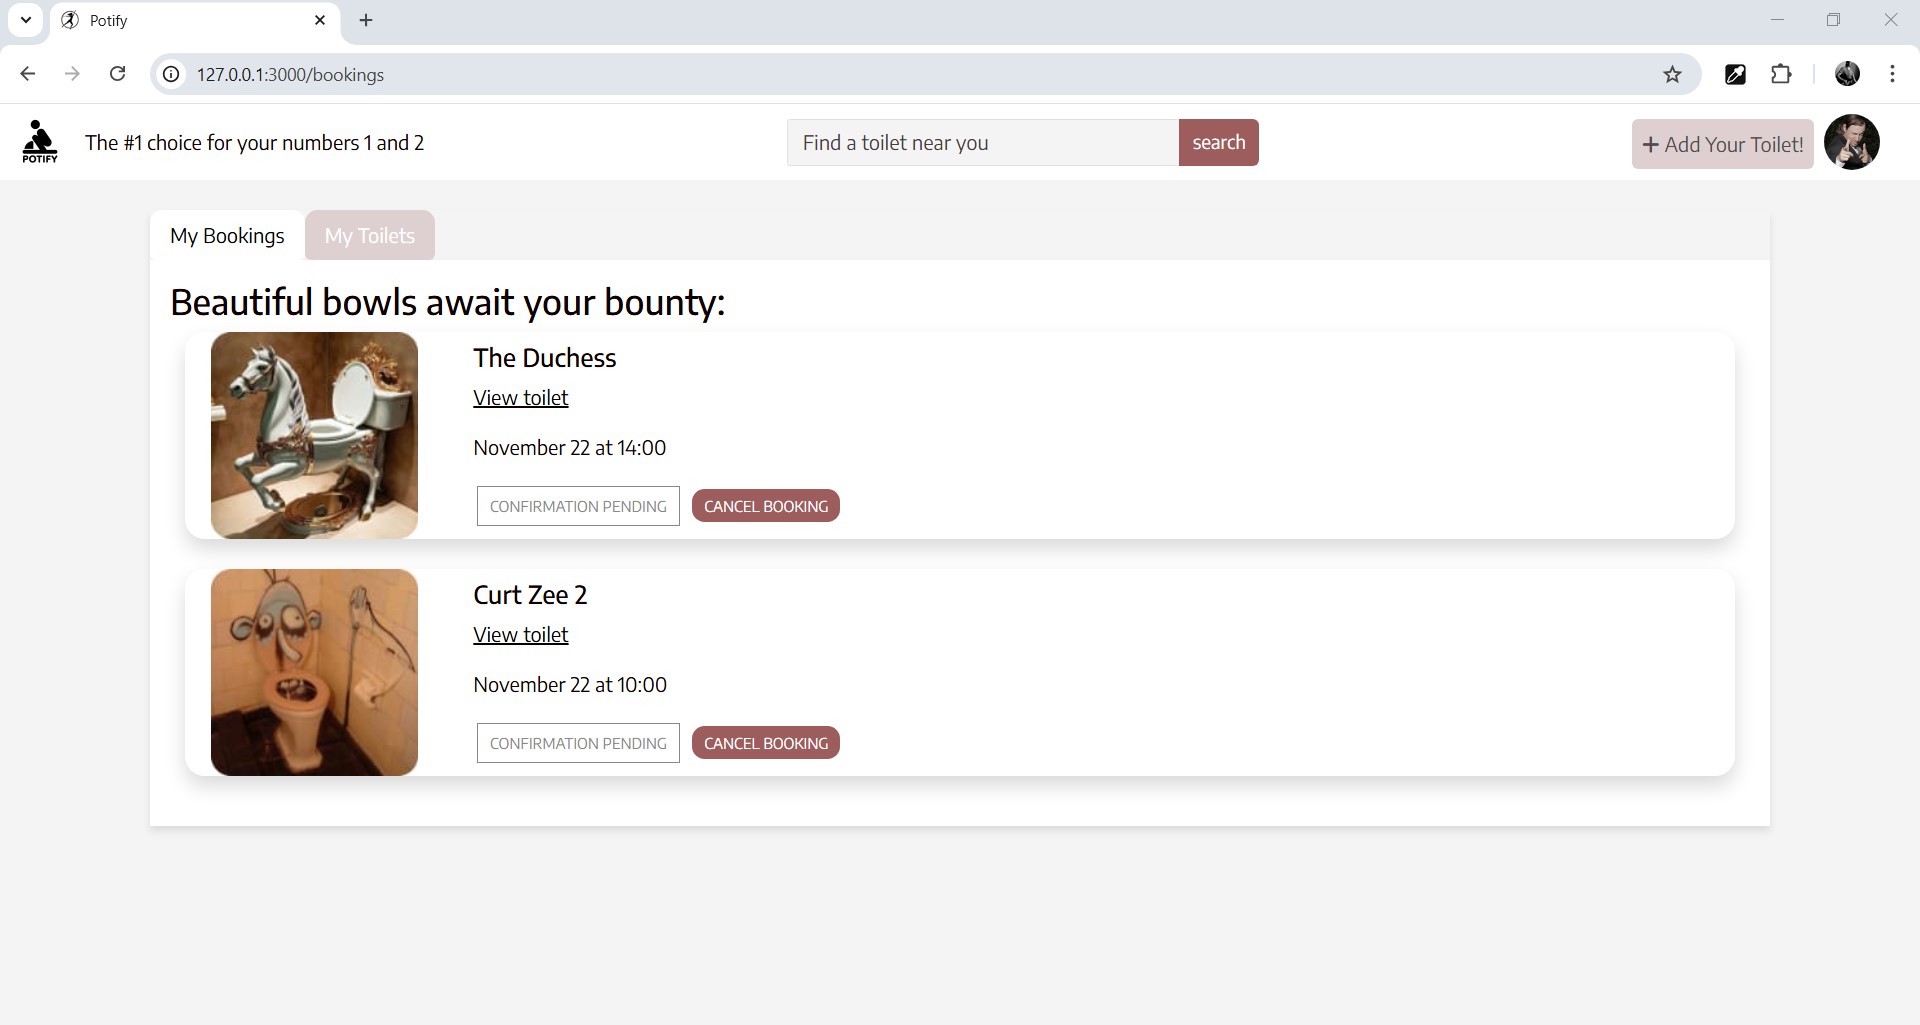 Potify
127.0.0.1:3000/bookings
POTIFY
The #1 choice for your numbers 1 and 2
Find a toilet near you
search
+ Add Your Toilet!
My Bookings
My Toilets
Beautiful bowls await your bounty:
The Duchess
View toilet
November 22 at 14:00
CONFIRMATION PENDING
CANCEL BOOKING
Curt Zee 2
View toilet
November 22 at 10:00
CONFIRMATION PENDING
CANCEL BOOKING